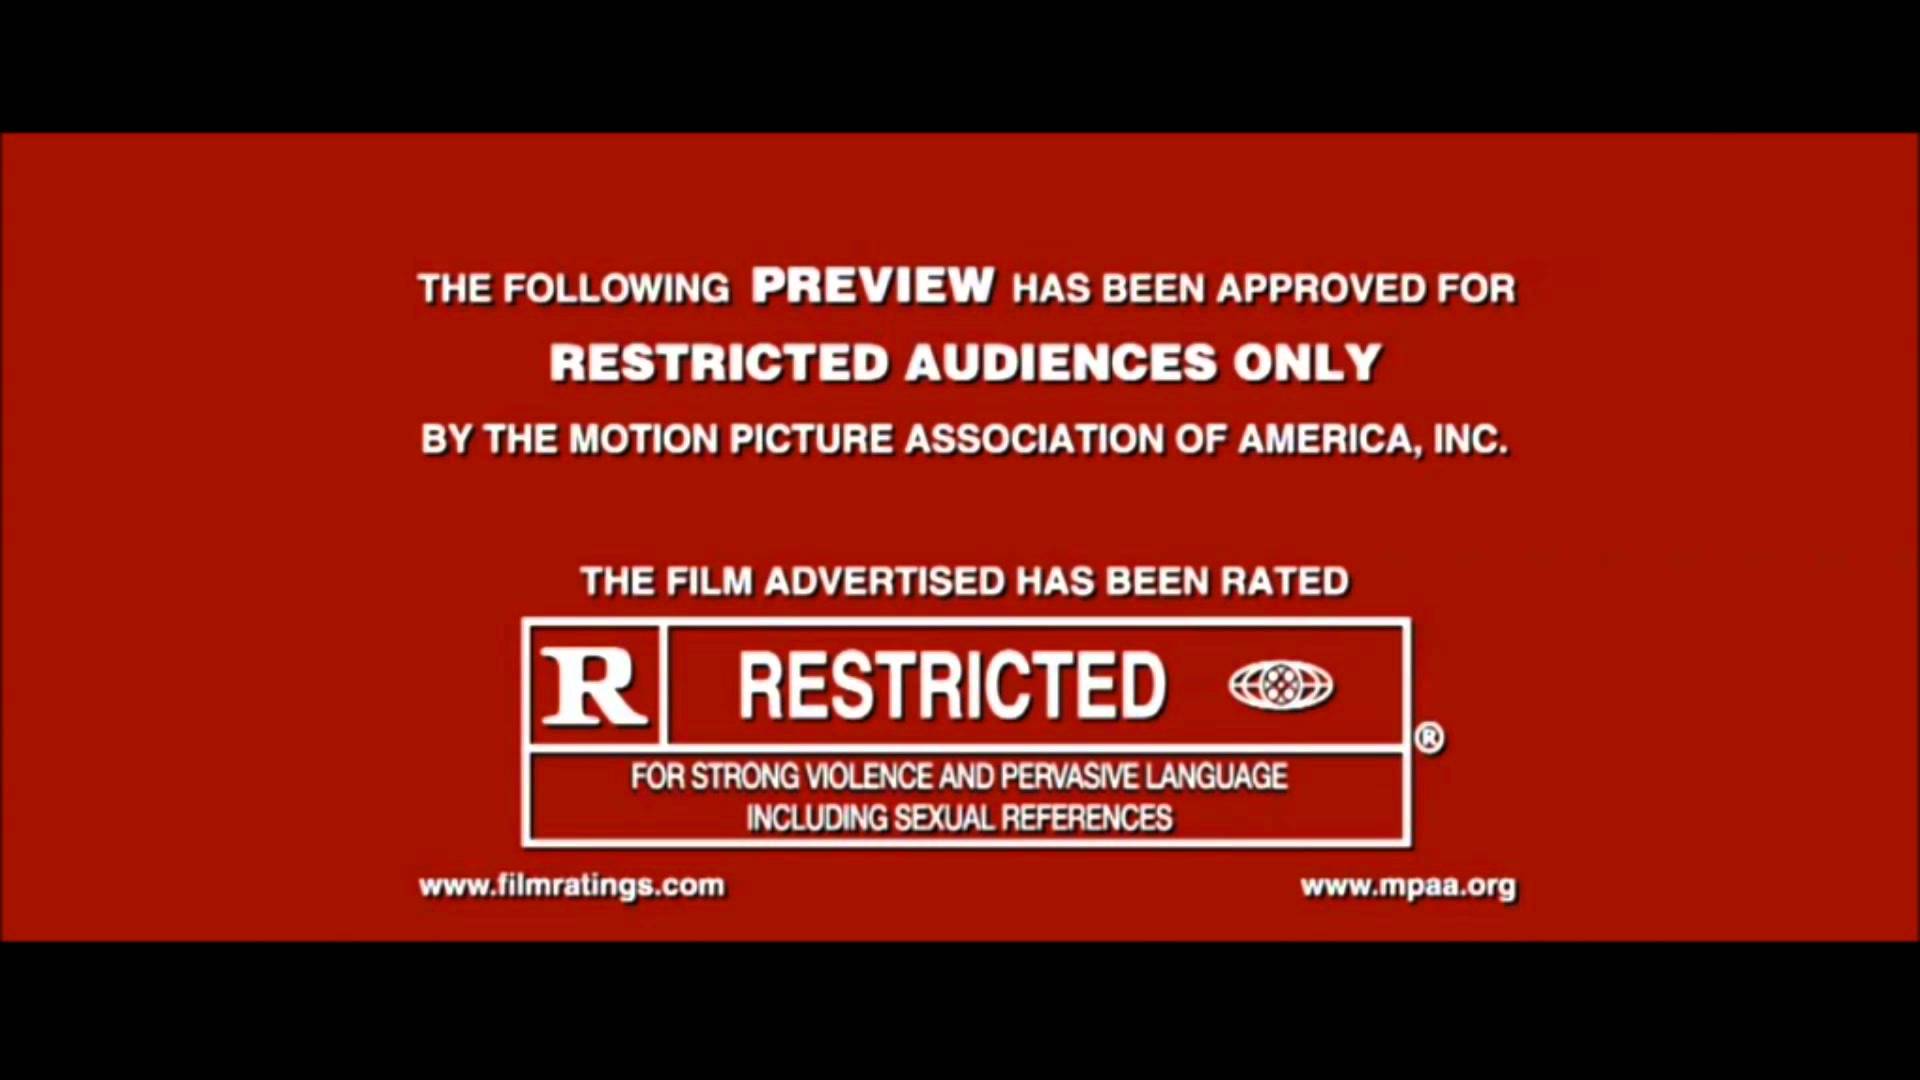 THE FOLLOWING PREVIEW HAS BEEN APPROVED FOR
RESTRICTED AUDIENCES ONLY
BY THE MOTION PICTURE ASSOCIATION OF AMERICA, INC.
THE FILM ADVERTISED HAS BEEN RATED
R RESTRICTED
®
FOR STRONG VIOLENCE AND PERVASIVE LANGUAGE
INCLUDING SEXUAL REFERENCES
www.filmratings.com www.mpaa.org